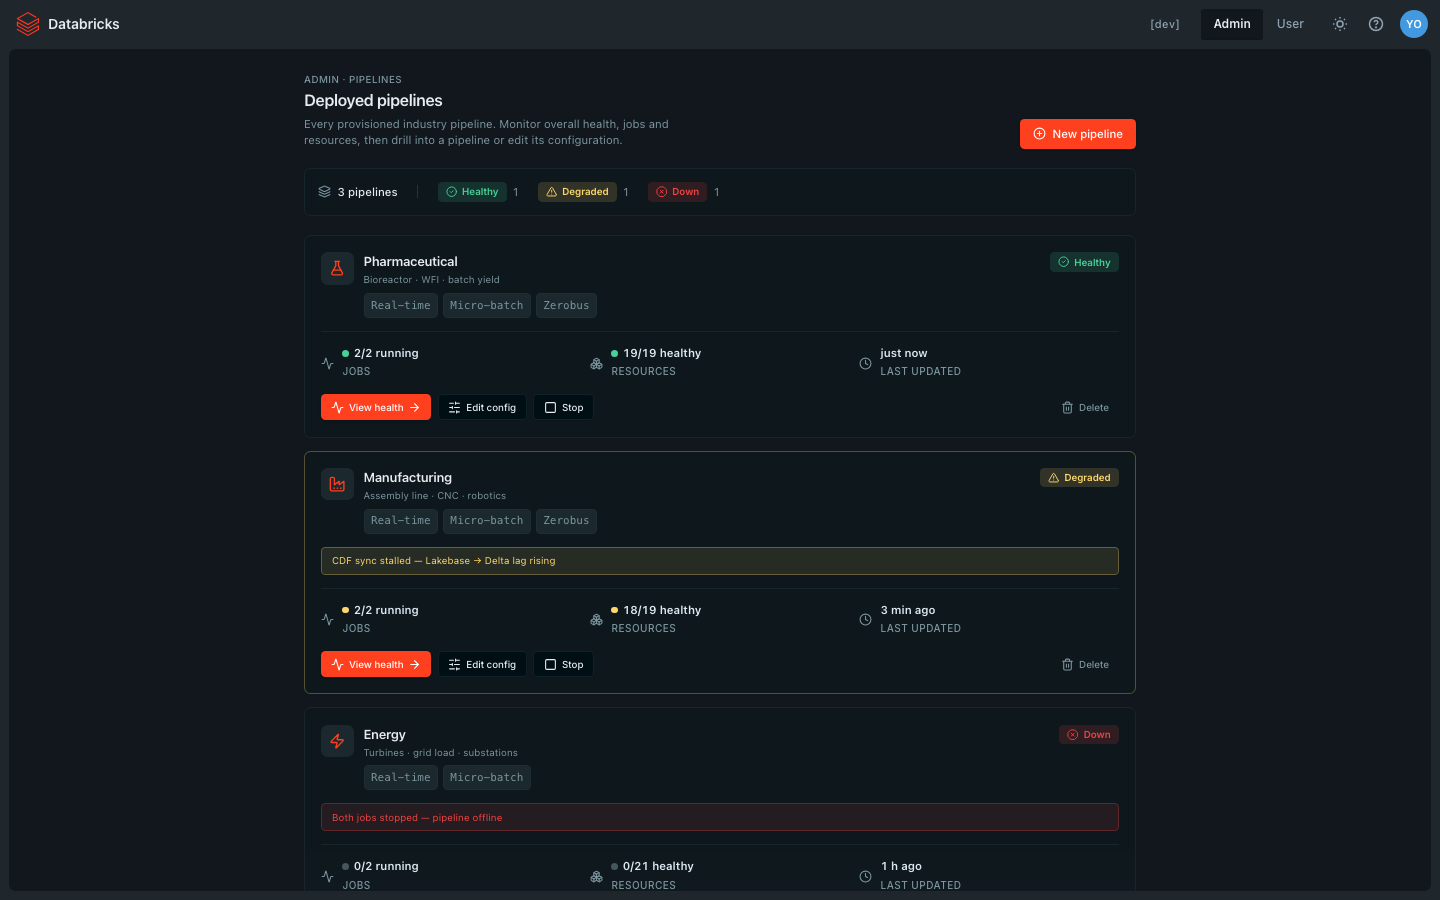 Databricks
[dev]
Admin
User
YO
ADMIN · PIPELINES
Deployed pipelines
Every provisioned industry pipeline. Monitor overall health, jobs and
resources, then drill into a pipeline or edit its configuration.
New pipeline
3 pipelines
Healthy 1
Degraded 1
Down 1
Pharmaceutical
Healthy
Bioreactor · WFI · batch yield
Real-time Micro-batch Zerobus
2/2 running
JOBS
19/19 healthy
RESOURCES
just now
LAST UPDATED
View health →
Edit config
Stop
Delete
Manufacturing
Degraded
Assembly line · CNC · robotics
Real-time Micro-batch Zerobus
CDF sync stalled — Lakebase → Delta lag rising
2/2 running
JOBS
18/19 healthy
RESOURCES
3 min ago
LAST UPDATED
View health →
Edit config
Stop
Delete
Energy
Down
Turbines · grid load · substations
Real-time Micro-batch
Both jobs stopped — pipeline offline
0/2 running
JOBS
0/21 healthy
RESOURCES
1 h ago
LAST UPDATED